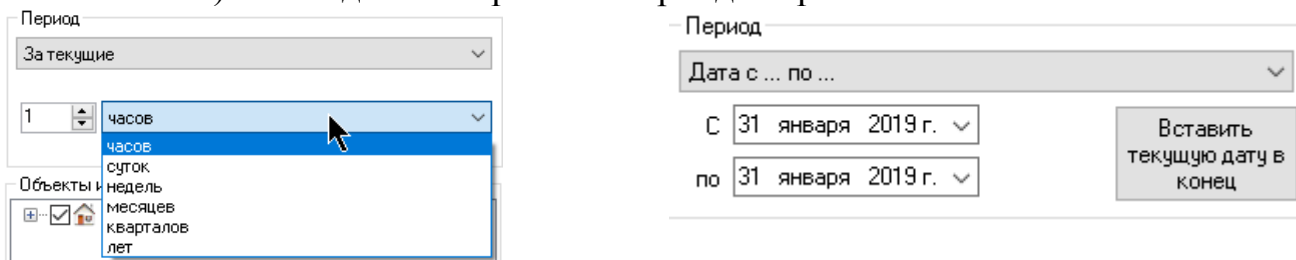 Период
За текущие
1 часов
часов
суток
недель
месяцев
кварталов
лет
Объекты и
Период
Дата с ... по ...
С 31 января 2019 г.
по 31 января 2019 г.
Вставить
текущую дату в
конец